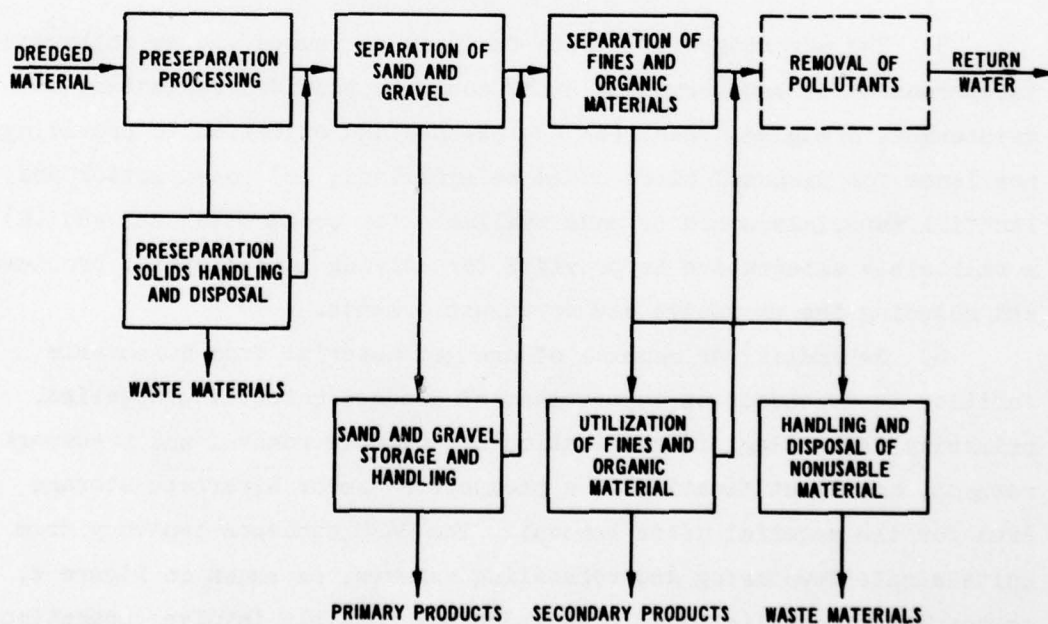 DREDGED
MATERIAL
PRESEPARATION
PROCESSING
SEPARATION OF
SAND AND
GRAVEL
SEPARATION OF
FINES AND
ORGANIC
MATERIALS
REMOVAL OF
POLLUTANTS
RETURN
WATER
PRESEPARATION
SOLIDS HANDLING
AND DISPOSAL
WASTE MATERIALS
SAND AND GRAVEL
STORAGE AND
HANDLING
UTILIZATION OF
FINES AND
ORGANIC
MATERIAL
HANDLING AND
DISPOSAL OF
NONUSABLE
MATERIAL
PRIMARY PRODUCTS
SECONDARY PRODUCTS
WASTE MATERIALS